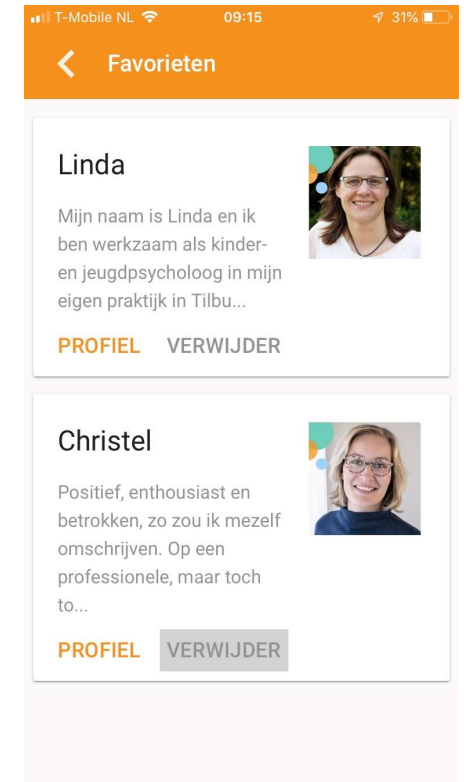 T-Mobile NL 09:15 31%
Favorieten
Linda
Mijn naam is Linda en ik
ben werkzaam als kinder-
en jeugdpsycholoog in mijn
eigen praktijk in Tilbu...
PROFIEL VERWIJDER
Christel
Positief, enthousiast en
betrokken, zo zou ik mezelf
omschrijven. Op een
professionele, maar toch
to...
PROFIEL VERWIJDER